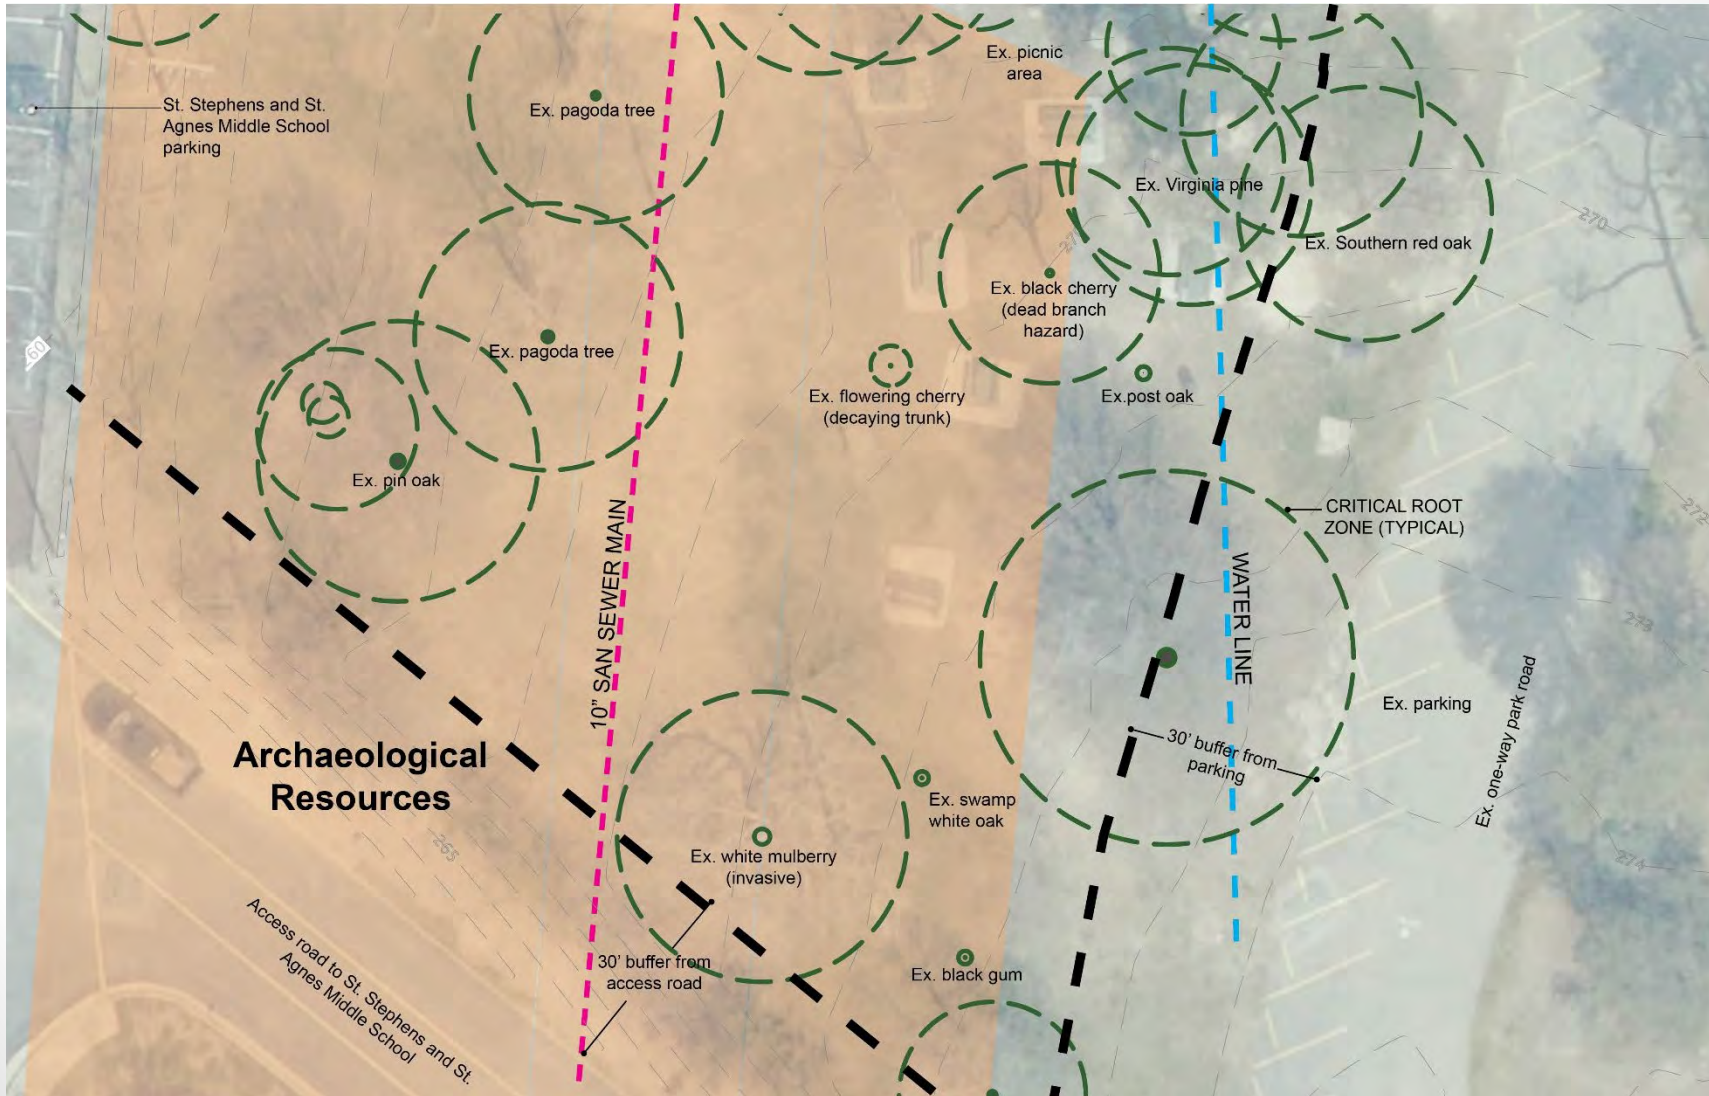 Ex. picnic
area
St. Stephens and St.
Agnes Middle School
parking
Ex. pagoda tree
Ex. Virginia pine
270
Ex. Southern red oak
Ex. black cherry
(dead branch
hazard)
Ex. pagoda tree
260
Ex. flowering cherry
(decaying trunk)
Ex.post oak
Ex. pin oak
CRITICAL ROOT
ZONE (TYPICAL)
272
10" SAN SEWER MAIN
WATER LINE
273
Ex. parking
Ex. one-way park road
30' buffer from
parking
Archaeological
Resources
Ex. swamp
white oak
265
Ex. white mulberry
(invasive)
274
Access road to St. Stephens and St.
Agnes Middle School
30' buffer from
access road
Ex. black gum